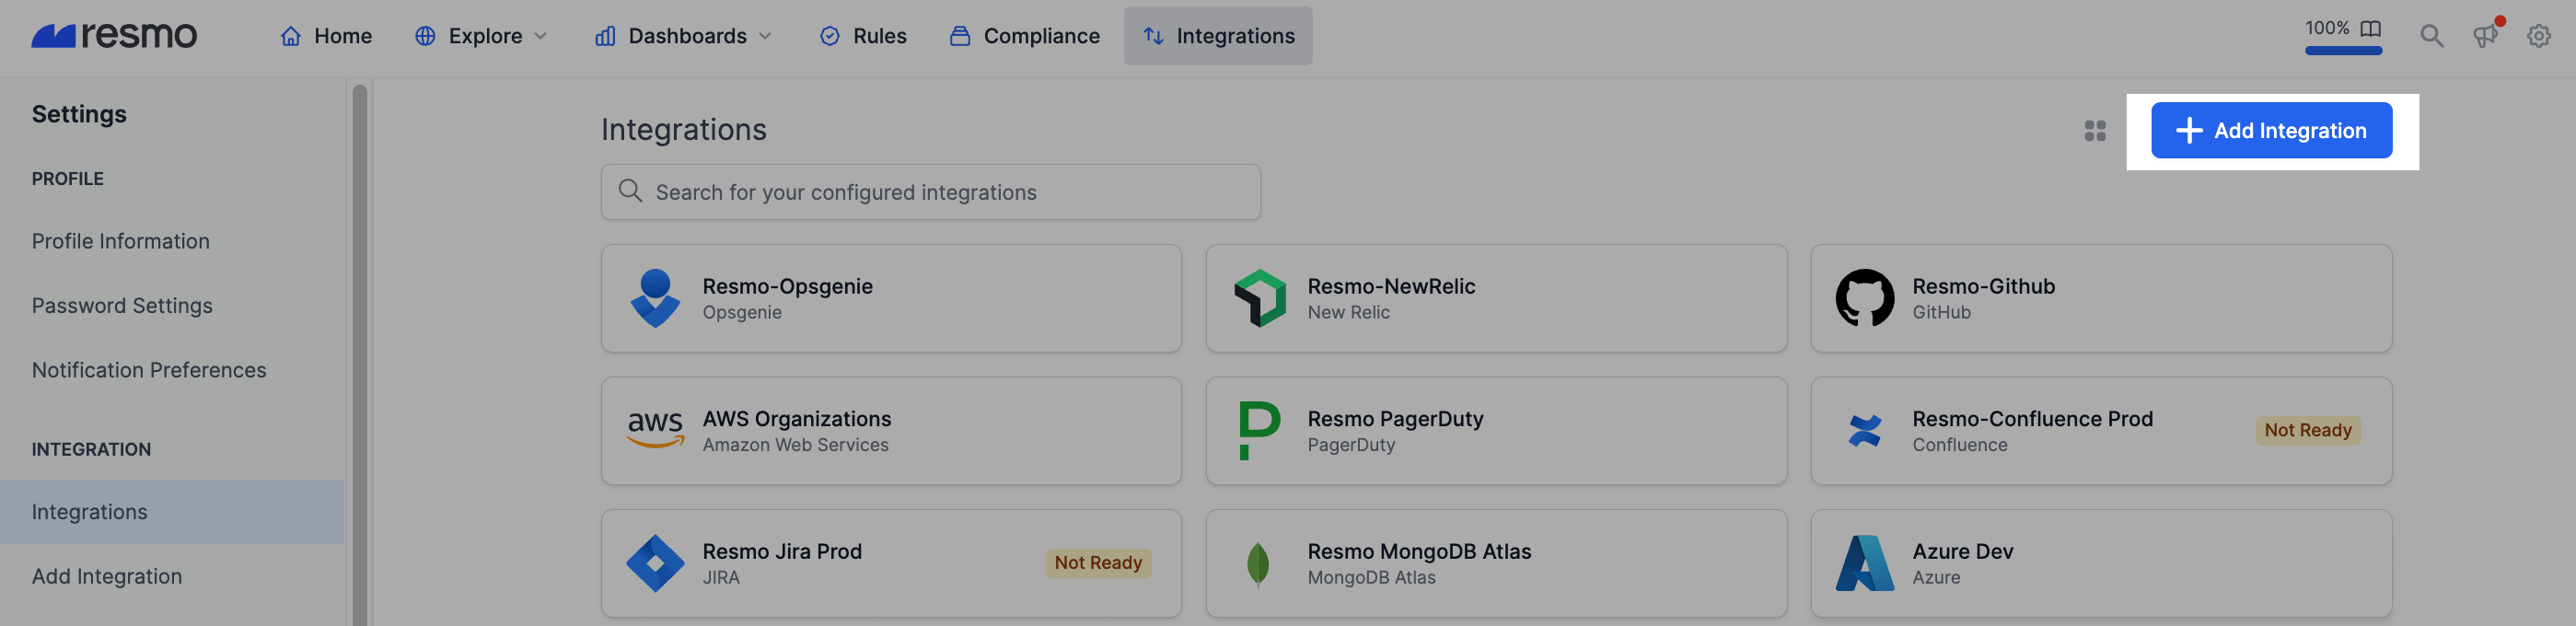 resmo
Home
Explore
Dashboards
Rules
Compliance
Integrations
100%
Settings
PROFILE
Profile Information
Password Settings
Notification Preferences
INTEGRATION
Integrations
Add Integration
Integrations
Add Integration
Search for your configured integrations
Resmo-Opsgenie
Opsgenie
Resmo-NewRelic
New Relic
Resmo-Github
GitHub
aws
AWS Organizations
Amazon Web Services
Resmo PagerDuty
PagerDuty
Resmo-Confluence Prod
Confluence
Not Ready
Resmo Jira Prod
JIRA
Not Ready
Resmo MongoDB Atlas
MongoDB Atlas
Azure Dev
Azure